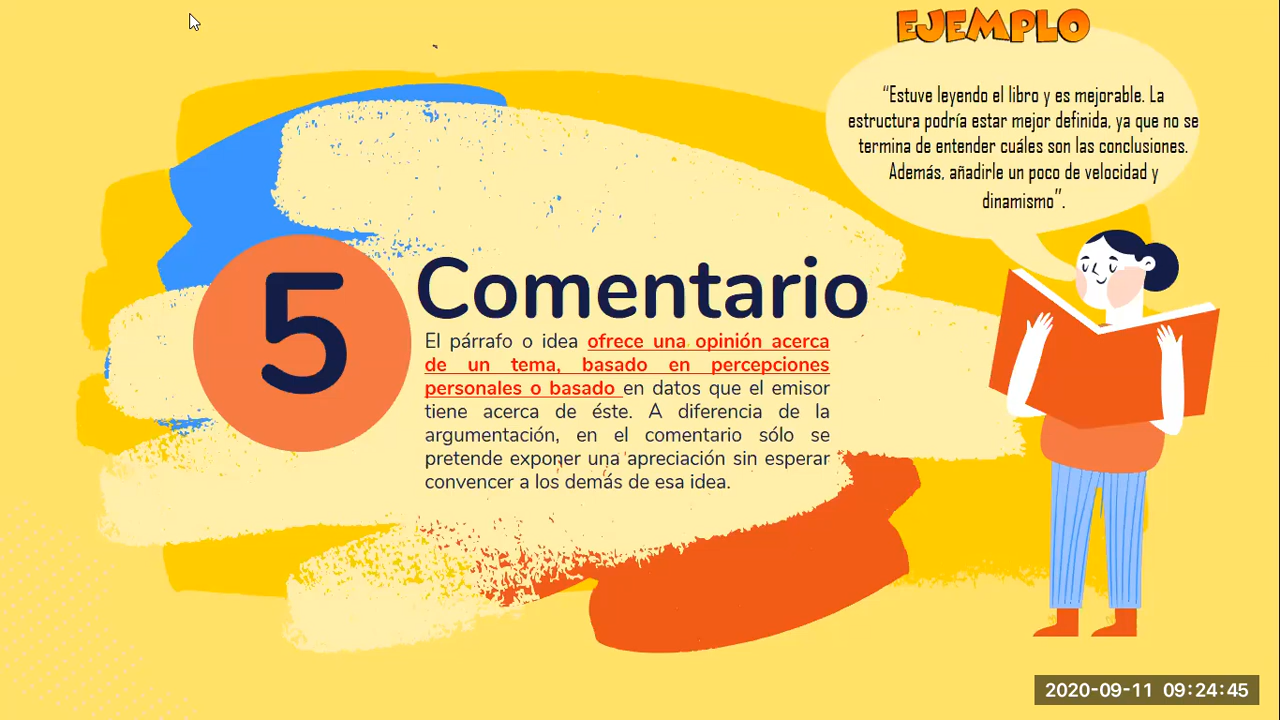 EJEMPLO
“Estuve leyendo el libro y es mejorable. La
estructura podría estar mejor definida, ya que no se
termina de entender cuáles son las conclusiones.
Además, añadirle un poco de velocidad y
dinamismo”.
5
Comentario
El párrafo o idea ofrece una opinión acerca
de un tema, basado en percepciones
personales o basado en datos que el emisor
tiene acerca de éste. A diferencia de la
argumentación, en el comentario sólo se
pretende exponer una apreciación sin esperar
convencer a los demás de esa idea.
2020-09-11 09:24:45